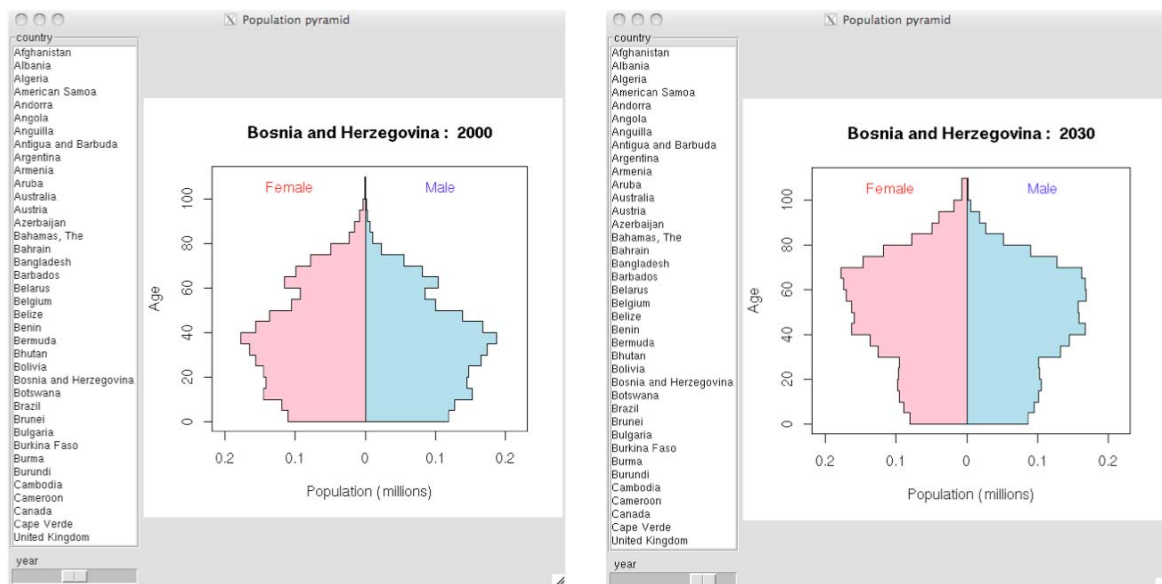 Population pyramid
country
Afghanistan
Albania
Algeria
American Samoa
Andorra
Angola
Anguilla
Antigua and Barbuda
Argentina
Armenia
Aruba
Australia
Austria
Azerbaijan
Bahamas, The
Bahrain
Bangladesh
Barbados
Belarus
Belgium
Belize
Benin
Bermuda
Bhutan
Bolivia
Bosnia and Herzegovina
Botswana
Brazil
Brunei
Bulgaria
Burkina Faso
Burma
Burundi
Cambodia
Cameroon
Canada
Cape Verde
United Kingdom
year
Bosnia and Herzegovina : 2000
Female
Male
Age
100
80
60
40
20
0
0.2 0.1 0 0.1 0.2
Population (millions)
Population pyramid
country
Afghanistan
Albania
Algeria
American Samoa
Andorra
Angola
Anguilla
Antigua and Barbuda
Argentina
Armenia
Aruba
Australia
Austria
Azerbaijan
Bahamas, The
Bahrain
Bangladesh
Barbados
Belarus
Belgium
Belize
Benin
Bermuda
Bhutan
Bolivia
Bosnia and Herzegovina
Botswana
Brazil
Brunei
Bulgaria
Burkina Faso
Burma
Burundi
Cambodia
Cameroon
Canada
Cape Verde
United Kingdom
year
Bosnia and Herzegovina : 2030
Female
Male
Age
100
80
60
40
20
0
0.2 0.1 0 0.1 0.2
Population (millions)